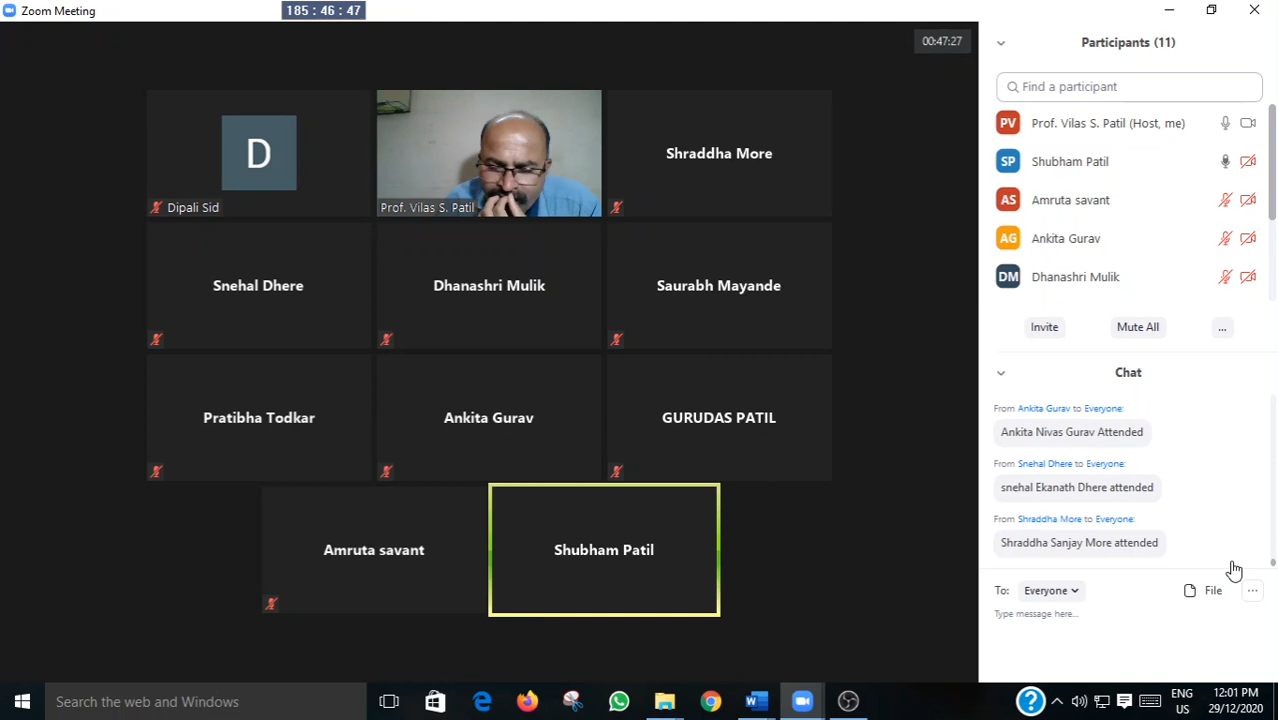 Zoom Meeting
185 : 46 : 47
00:47:27
D
Dipali Sid
Prof. Vilas S. Patil
Shraddha More
Snehal Dhere
Dhanashri Mulik
Saurabh Mayande
Pratibha Todkar
Ankita Gurav
GURUDAS PATIL
Amruta savant
Shubham Patil
Participants (11)
Find a participant
PV Prof. Vilas S. Patil (Host, me)
SP Shubham Patil
AS Amruta savant
AG Ankita Gurav
DM Dhanashri Mulik
Invite Mute All ...
Chat
From Ankita Gurav to Everyone:
Ankita Nivas Gurav Attended
From Snehal Dhere to Everyone:
snehal Ekanath Dhere attended
From Shraddha More to Everyone:
Shraddha Sanjay More attended
To: Everyone File ...
Type message here...
Search the web and Windows
ENG 12:01 PM
US 29/12/2020